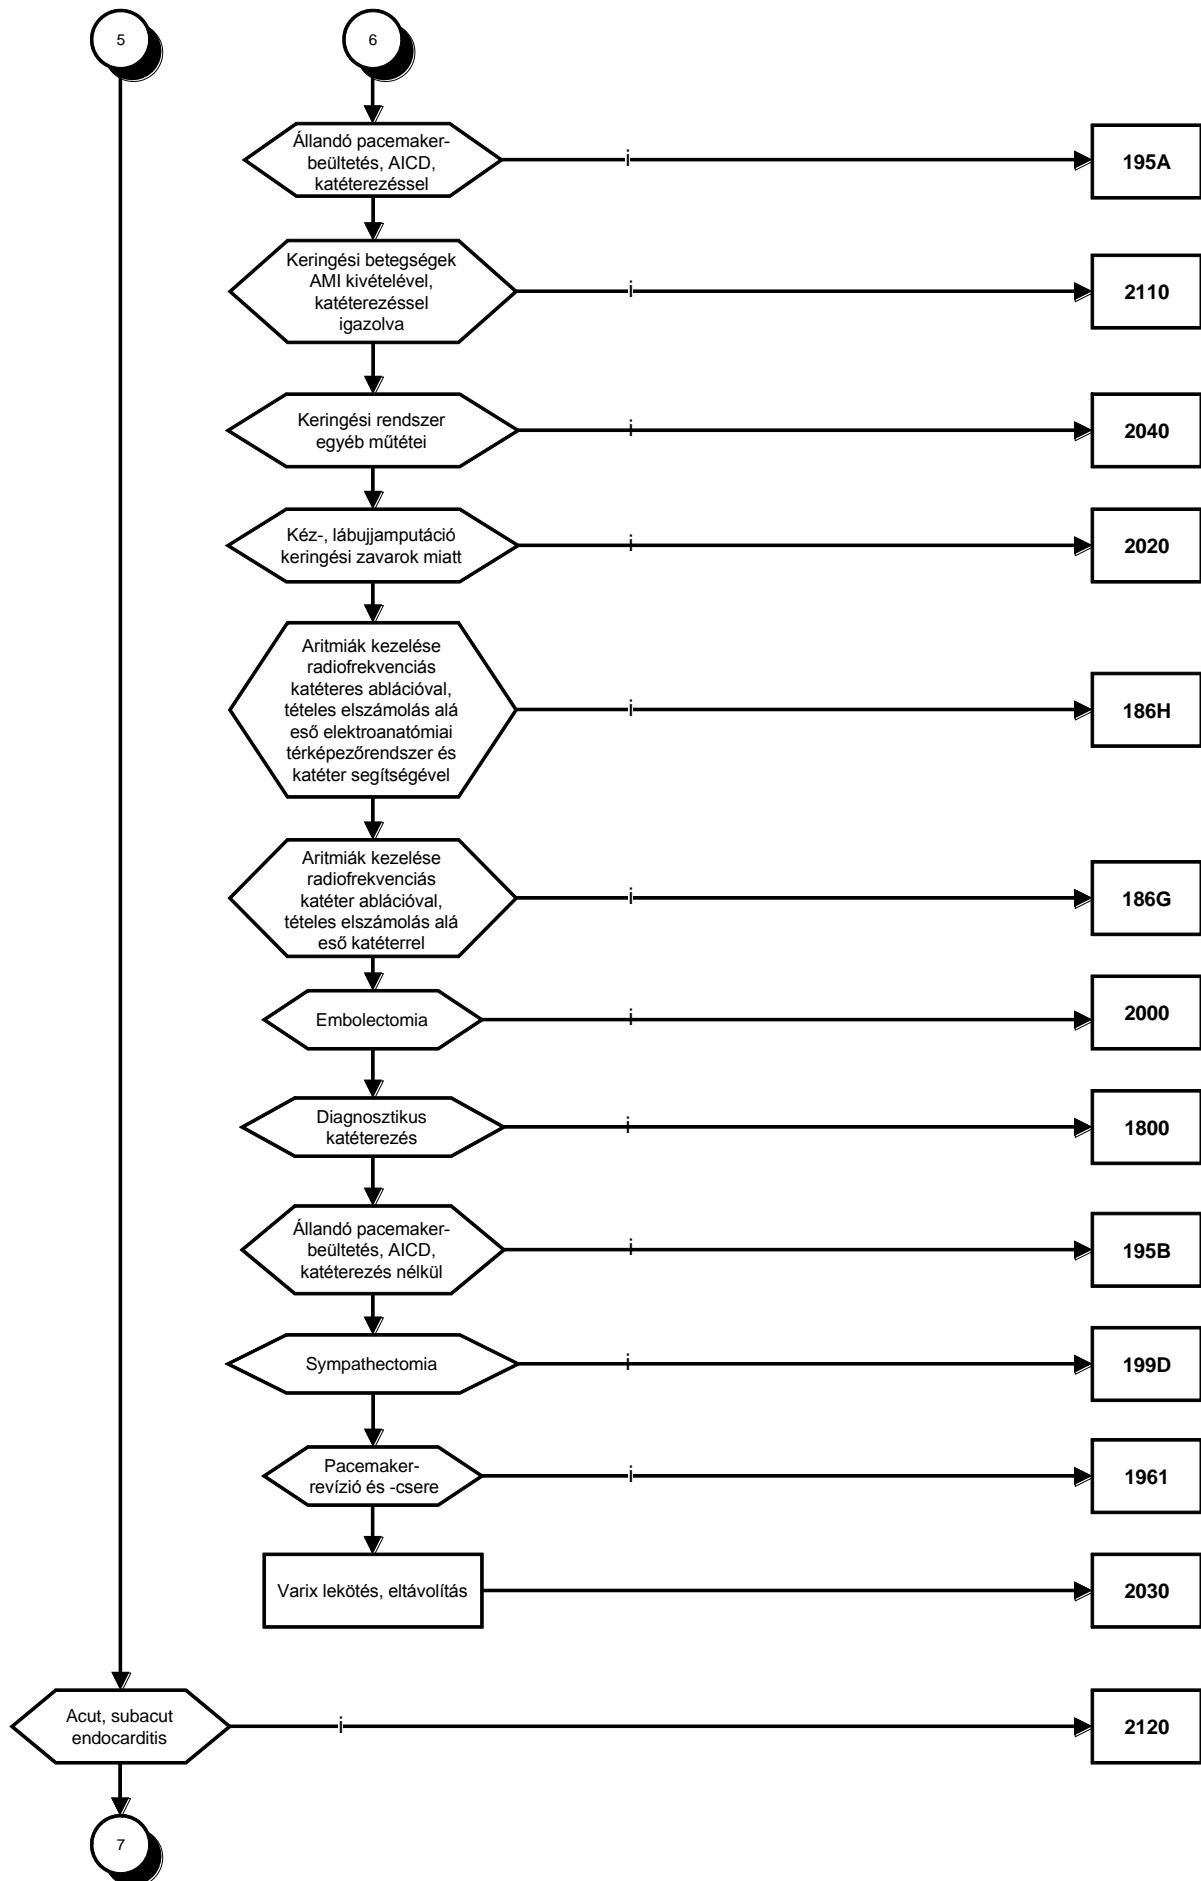 5
6
Állandó pacemaker-
beültetés, AICD,
katéterezéssel
i
195A
Keringési betegségek
AMI kivételével,
katéterezéssel
igazolva
i
2110
Keringési rendszer
egyéb műtétei
i
2040
Kéz-, lábujjamputáció
keringési zavarok miatt
i
2020
Aritmiák kezelése
radiofrekvenciás
katéteres ablációval,
tételes elszámolás alá
eső elektroanatómiai
térképezőrendszer és
katéter segítségével
i
186H
Aritmiák kezelése
radiofrekvenciás
katéter ablációval,
tételes elszámolás alá
eső katéterrel
i
186G
Embolectomia
i
2000
Diagnosztikus
katéterezés
i
1800
Állandó pacemaker-
beültetés, AICD,
katéterezés nélkül
i
195B
Sympathectomia
i
199D
Pacemaker-
revízió és -csere
i
1961
Varix lekötés, eltávolítás
2030
Acut, subacut
endocarditis
i
2120
7